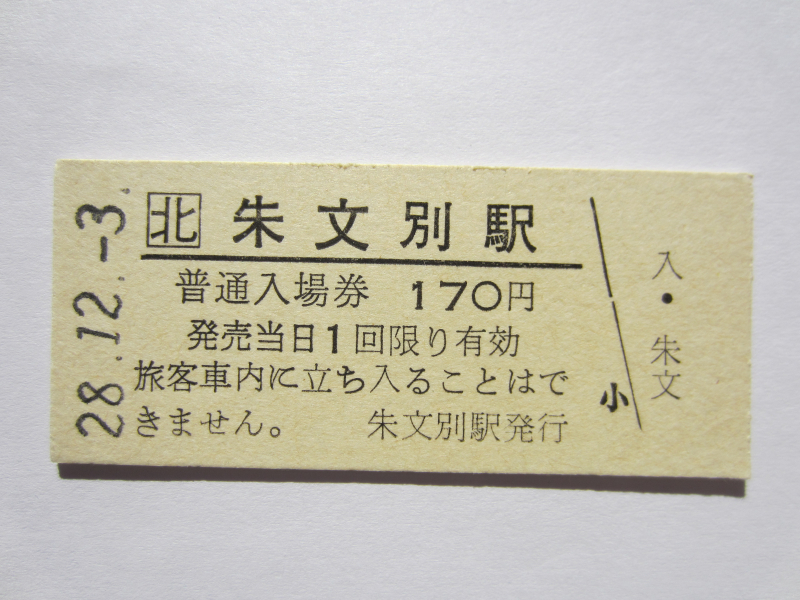 28.12.-3.
北 朱文別駅
普通入場券 170円
発売当日1回限り有効
旅客車内に立ち入ることはで
きません。 朱文別駅発行
小
入・朱文